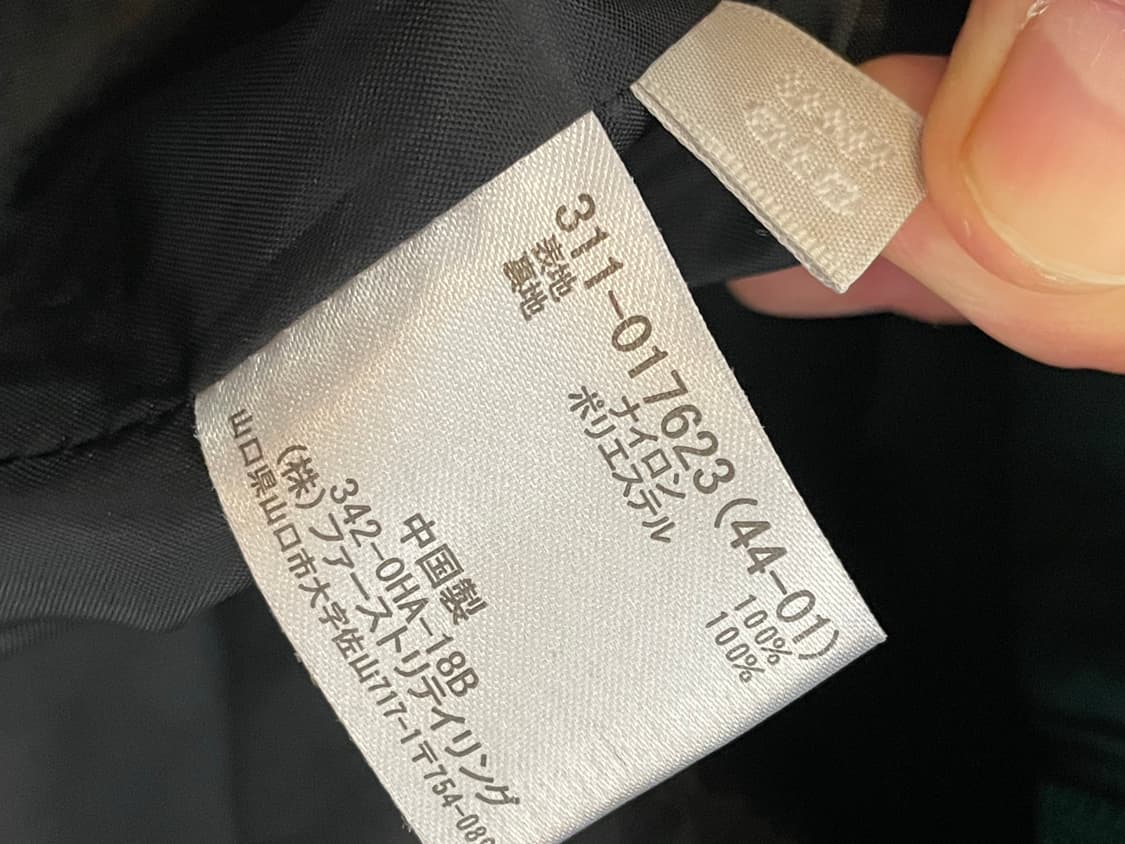 311-017623(44-01)
表地 ナイロン 100%
裏地 ポリエステル 100%
中国製
342-OHA-18B
(株)ファーストリテイリング
山口県山口市大字佐山717-1〒754-089